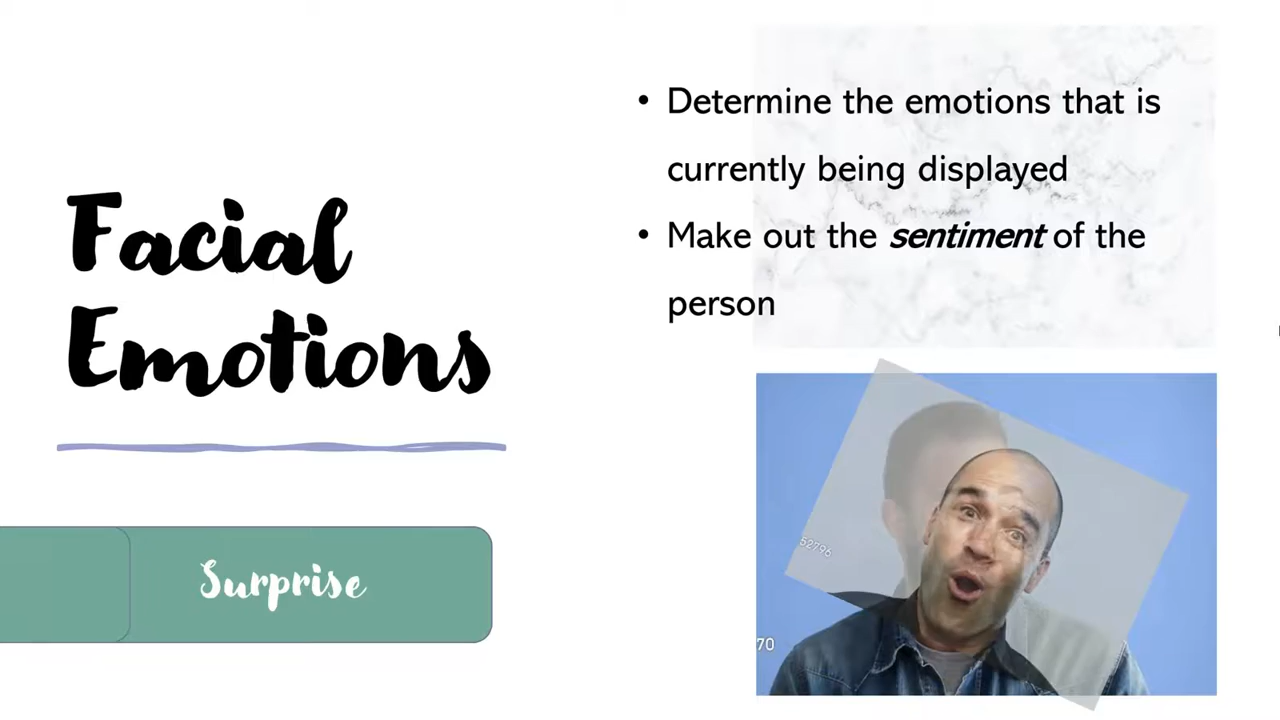 Facial
Emotions
Surprise
• Determine the emotions that is
currently being displayed
• Make out the sentiment of the
person
52796
70